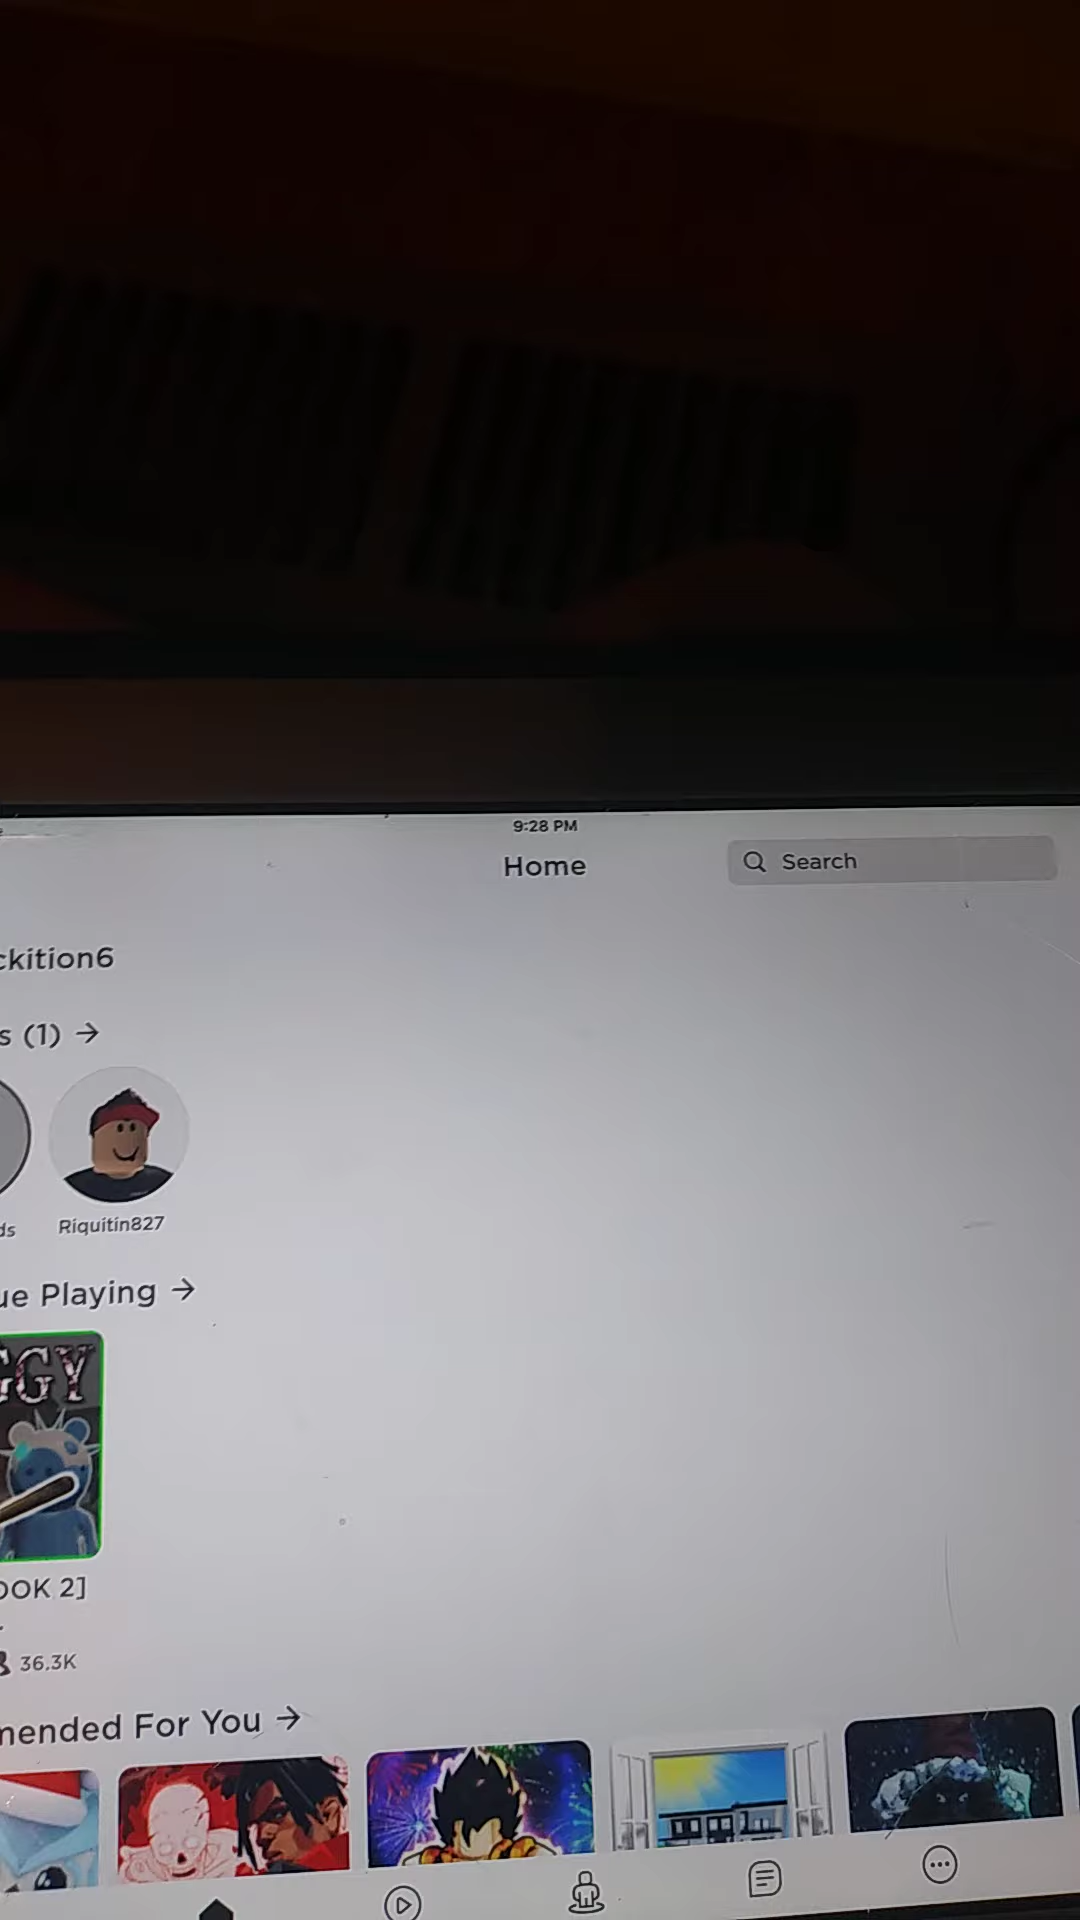 9:28 PM
Home
Search
ckition6
s (1) →
ds
Riquitin827
ue Playing →
GGY
OOK 2]
36.3K
mended For You →